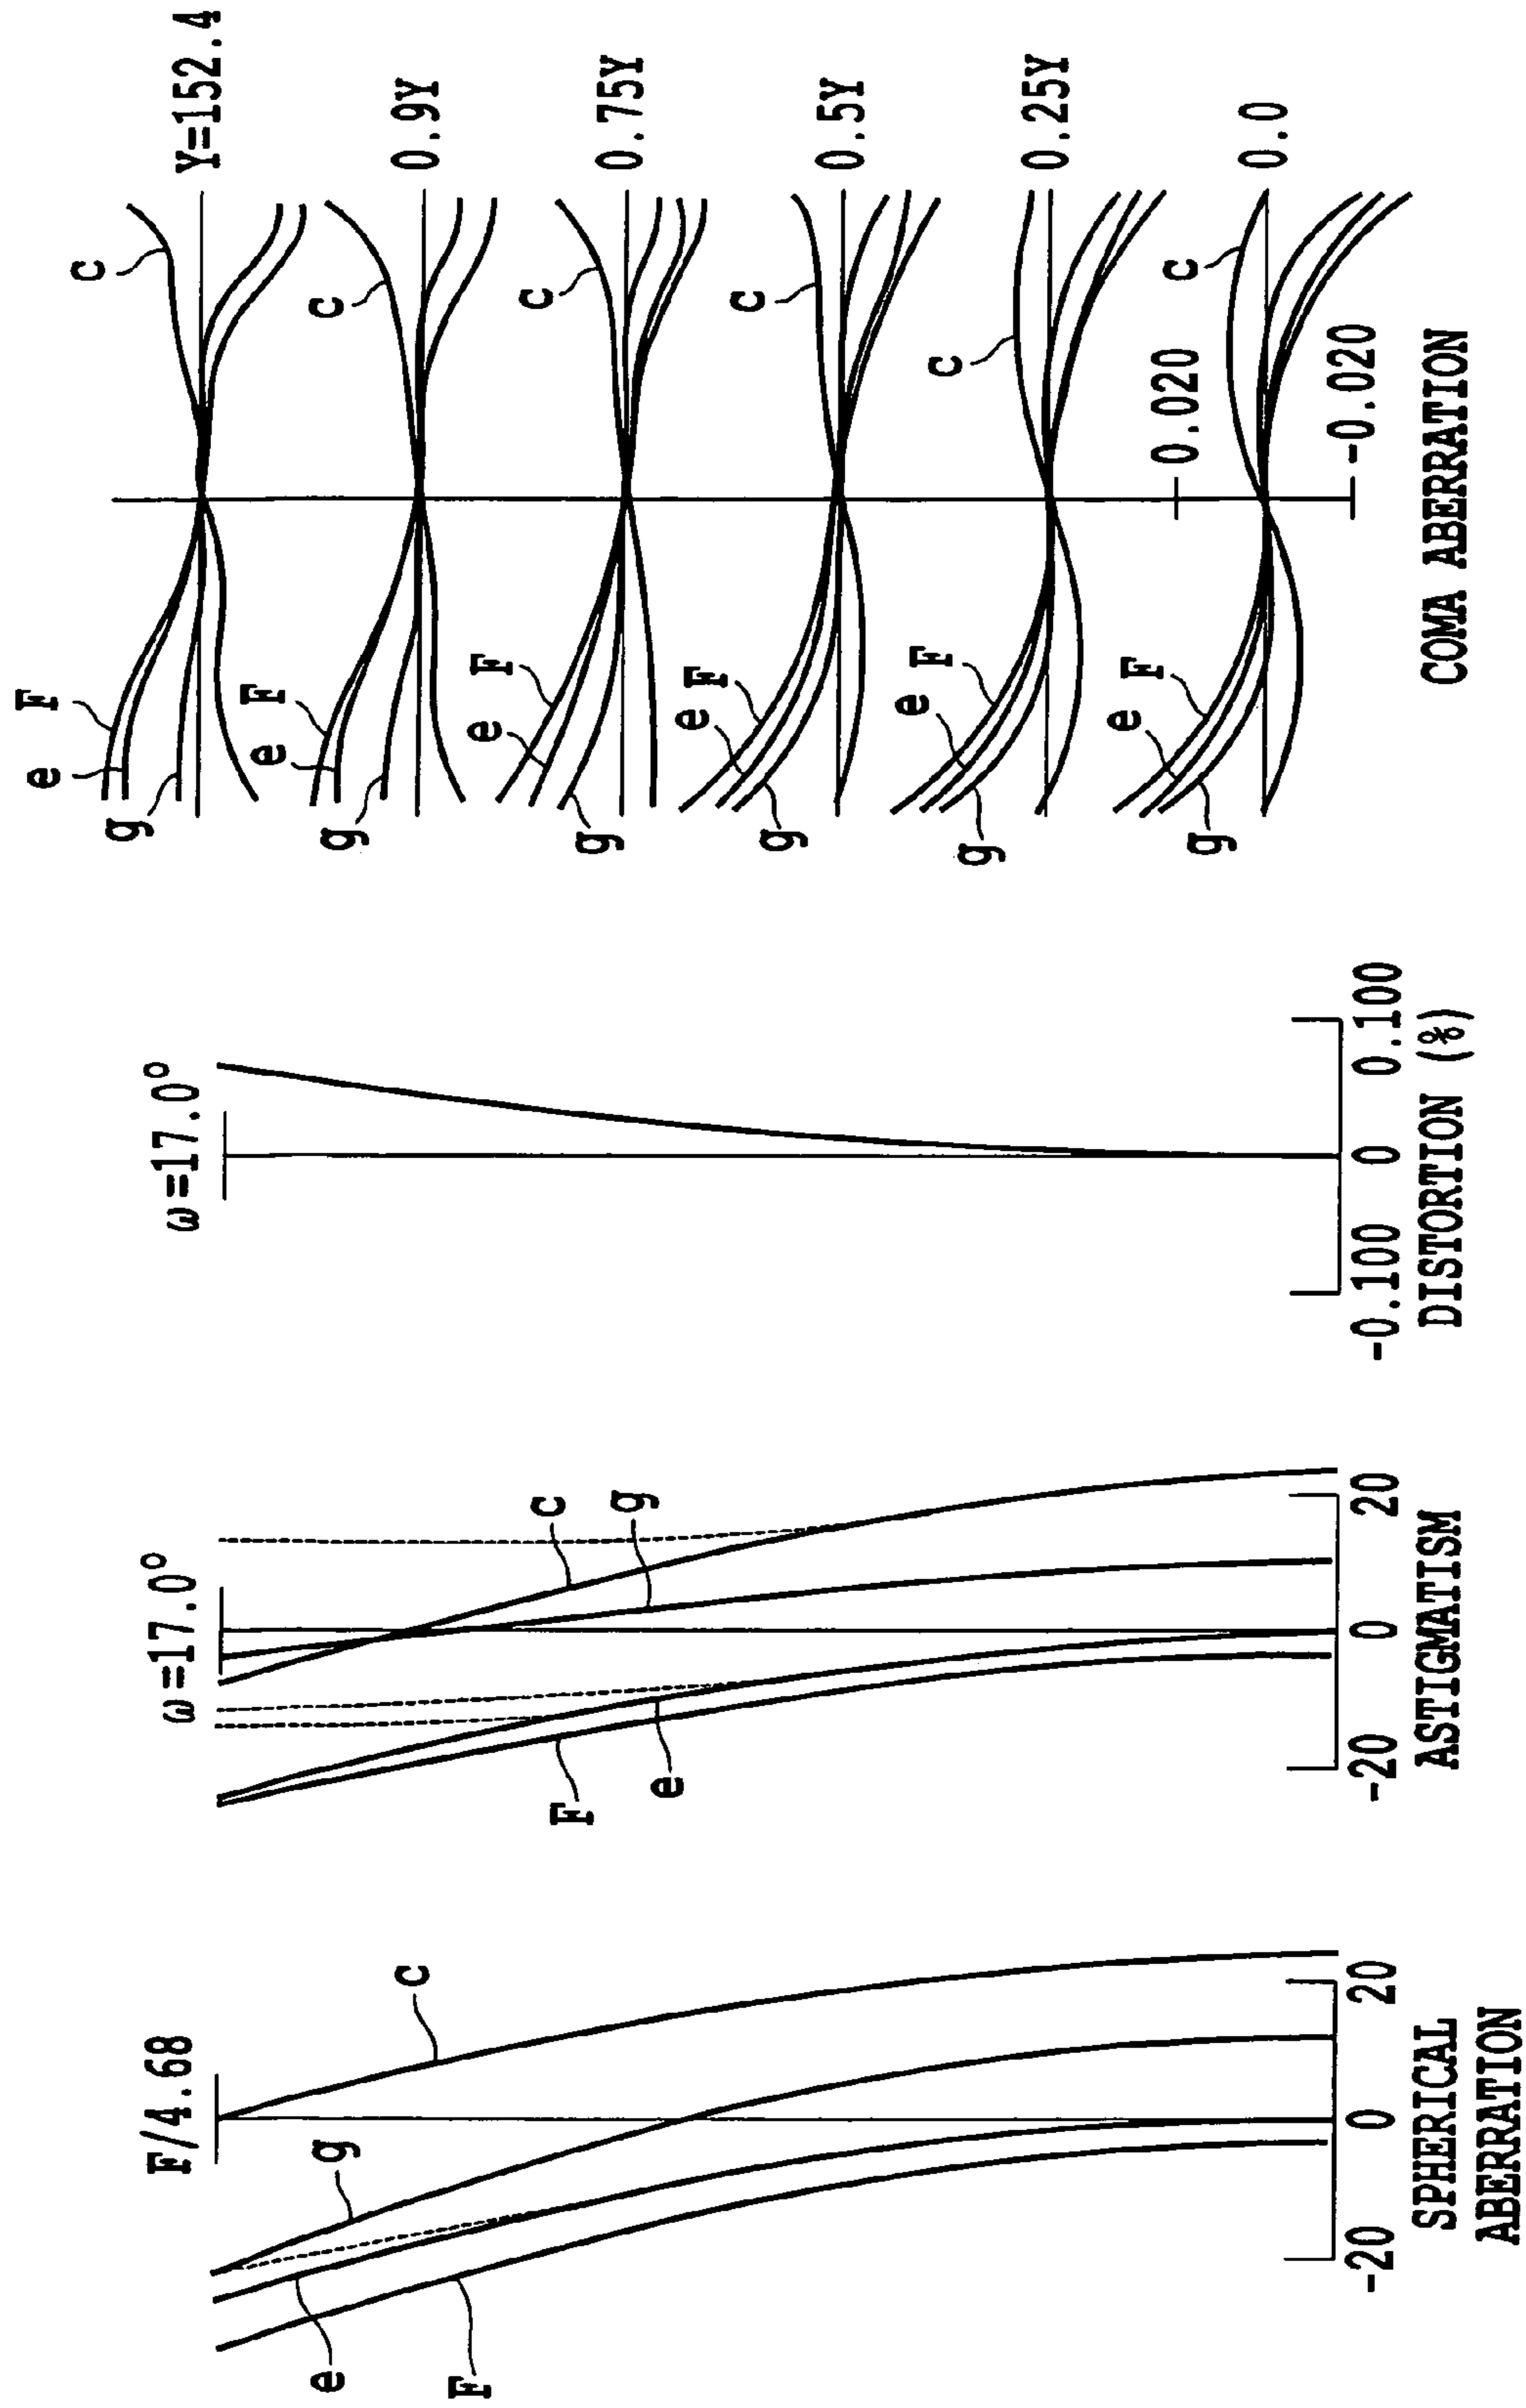 F/4.68
c
g
e
F
-20
0
20
SPHERICAL
ABERRATION
ω=17.0°
c
g
F
e
-20
0
20
ASTIGMATISM
ω=17.0°
-0.100
0
0.100
DISTORTION (%)
e
F
g
c
Y=152.4
e
F
g
c
0.9Y
e
F
g
c
0.75Y
e
F
g
c
0.5Y
e
F
g
c
0.25Y
0.020
e
F
g
c
0.0
-0.020
COMA ABERRATION